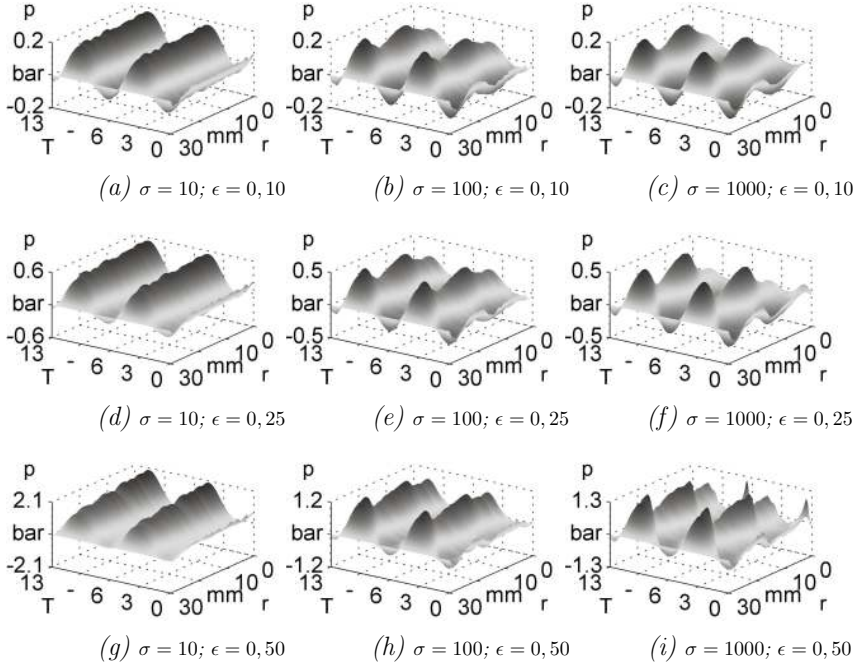 p p p
0.2 0.2 0.2
bar bar bar
-0.2 -0.2 -0.2
13 - 6 3 0 30 mm 10 0 13 - 6 3 0 30 mm 10 0 13 - 6 3 0 30 mm 10 0
T r T r T r
(a) σ = 10; ϵ = 0, 10 (b) σ = 100; ϵ = 0, 10 (c) σ = 1000; ϵ = 0, 10
p p p
0.6 0.5 0.5
bar bar bar
-0.6 -0.5 -0.5
13 - 6 3 0 30 mm 10 0 13 - 6 3 0 30 mm 10 0 13 - 6 3 0 30 mm 10 0
T r T r T r
(d) σ = 10; ϵ = 0, 25 (e) σ = 100; ϵ = 0, 25 (f) σ = 1000; ϵ = 0, 25
p p p
2.1 1.2 1.3
bar bar bar
-2.1 -1.2 -1.3
13 - 6 3 0 30 mm 10 0 13 - 6 3 0 30 mm 10 0 13 - 6 3 0 30 mm 10 0
T r T r T r
(g) σ = 10; ϵ = 0, 50 (h) σ = 100; ϵ = 0, 50 (i) σ = 1000; ϵ = 0, 50